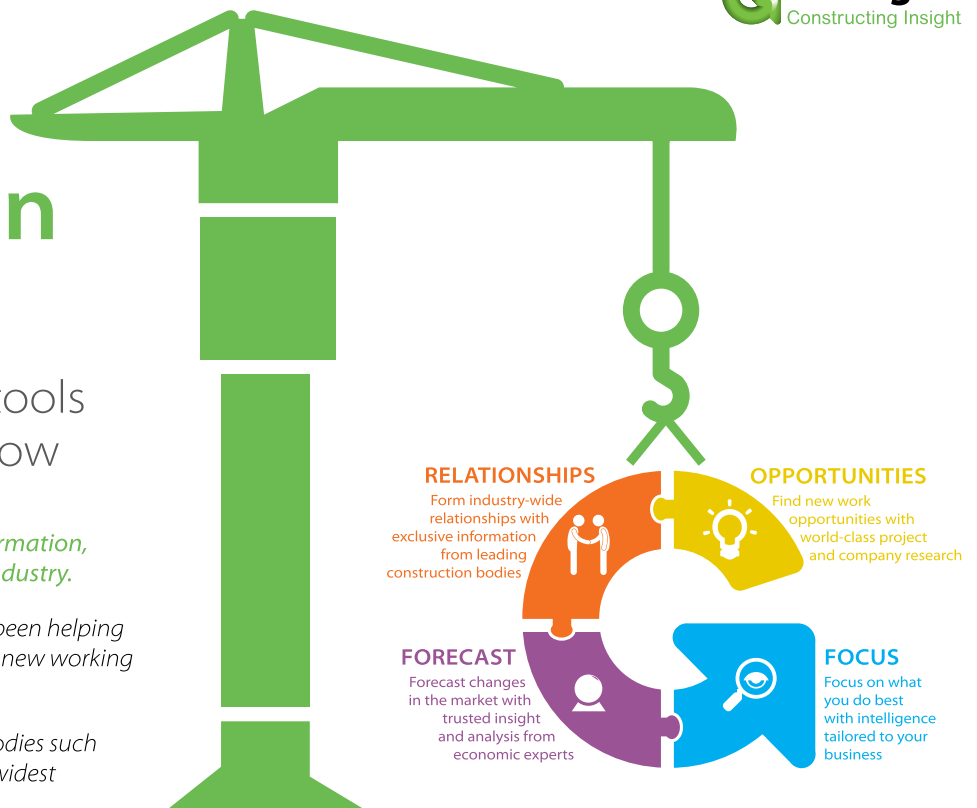 Constructing Insight
n
tools
ow
rmation,
dustry.
been helping
new working
odies such
widest
RELATIONSHIPS
Form industry-wide
relationships with
exclusive information
from leading
construction bodies
OPPORTUNITIES
Find new work
opportunities with
world-class project
and company research
FORECAST
Forecast changes
in the market with
trusted insight
and analysis from
economic experts
FOCUS
Focus on what
you do best
with intelligence
tailored to your
business